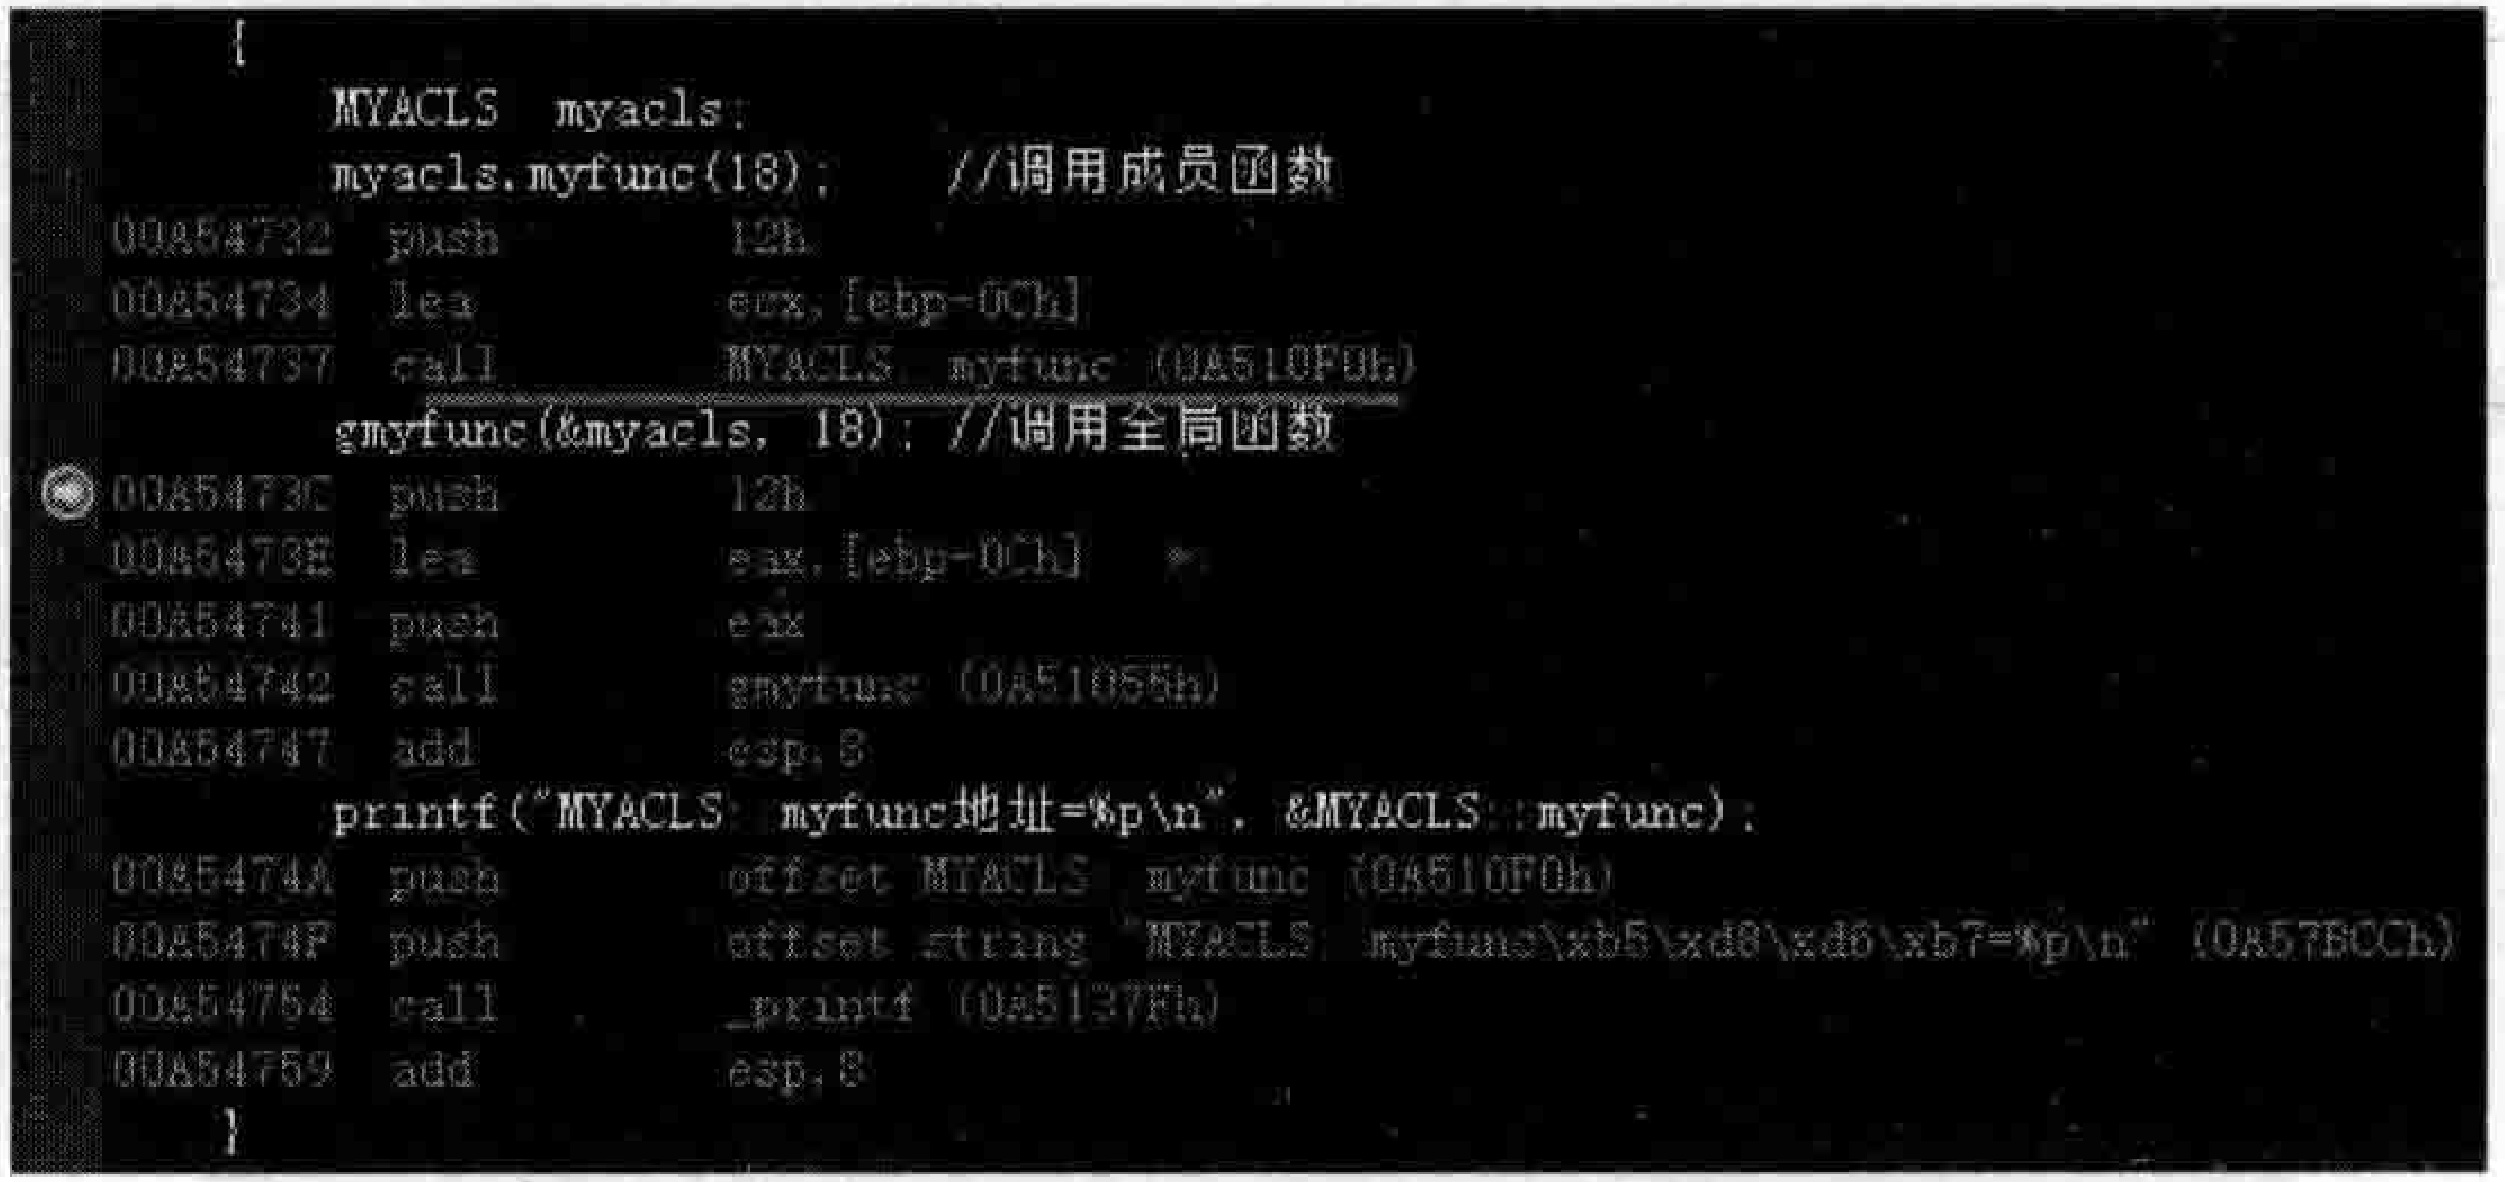 {
MYACLS myacls;
myacls.myfunc(18); //调用成员函数
00A54732 push 12h
00A54734 lea ecx,[ebp-0Ch]
00A54737 call MYACLS::myfunc (0A510F0h)
gmyfunc(&myacls, 18); //调用全局函数
00A5473C push 12h
00A5473E lea eax,[ebp-0Ch]
00A54741 push eax
00A54742 call gmyfunc (0A51055h)
00A54747 add esp,8
printf("MYACLS::myfunc地址=%p\n", &MYACLS::myfunc);
00A5474A push offset MYACLS::myfunc (0A510F0h)
00A5474F push offset string "MYACLS::myfunc\xb5\xd8\xd6\xb7=%p\n" (0A57BCCh)
00A54754 call _printf (0A5137Fh)
00A54759 add esp,8
}